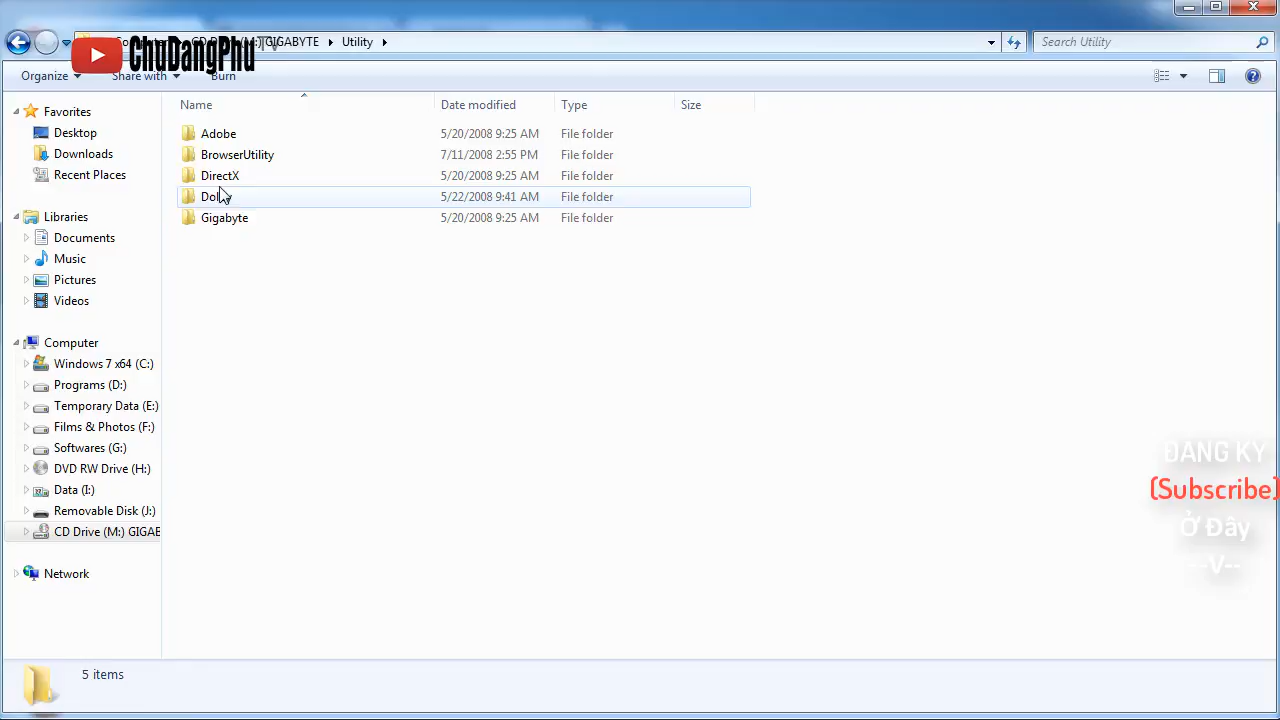 CD Drive (M:) GIGABYTE Utility
Search Utility
ChuDangPhu
Organize Share with Burn
Name Date modified Type Size
Favorites
Desktop
Downloads
Recent Places
Libraries
Documents
Music
Pictures
Videos
Computer
Windows 7 x64 (C:)
Programs (D:)
Temporary Data (E:)
Films & Photos (F:)
Softwares (G:)
DVD RW Drive (H:)
Data (I:)
Removable Disk (J:)
CD Drive (M:) GIGAB
Network
Adobe 5/20/2008 9:25 AM File folder
BrowserUtility 7/11/2008 2:55 PM File folder
DirectX 5/20/2008 9:25 AM File folder
5/22/2008 9:41 AM File folder
Gigabyte 5/20/2008 9:25 AM File folder
ĐĂNG KÝ
(Subscribe)
Ở Đây
--V--
5 items